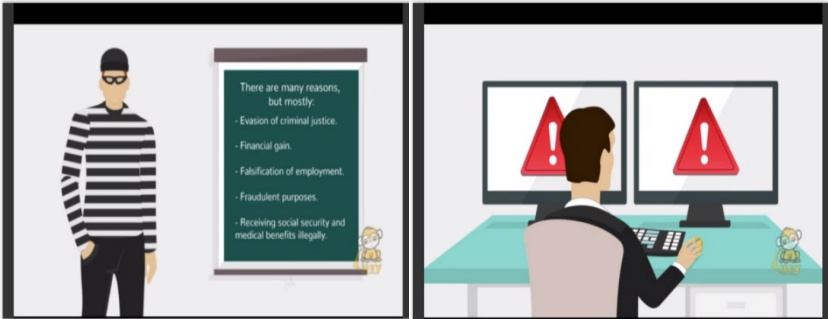 There are many reasons,
but mostly:
- Evasion of criminal justice.
- Financial gain.
- Falsification of employment.
- Fraudulent purposes.
- Receiving social security and
medical benefits illegally.
!
!